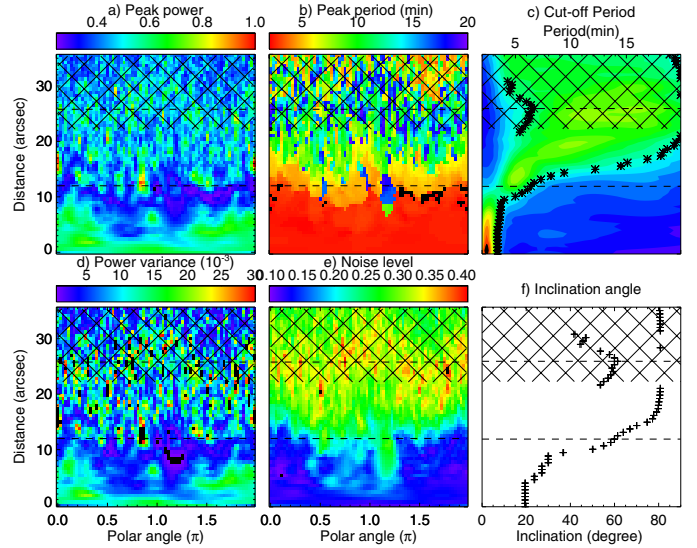 a) Peak power
0.4 0.6 0.8 1.0
b) Peak period (min)
5 10 15 20
c) Cut-off Period
Period(min)
5 10 15
Distance (arcsec)
30
20
10
0
d) Power variance (10-3)
5 10 15 20 25 30
e) Noise level
0.10 0.15 0.20 0.25 0.30 0.35 0.40
f) Inclination angle
Distance (arcsec)
30
20
10
0
0.0 0.5 1.0 1.5
Polar angle (π)
0.0 0.5 1.0 1.5
Polar angle (π)
0 20 40 60 80
Inclination (degree)